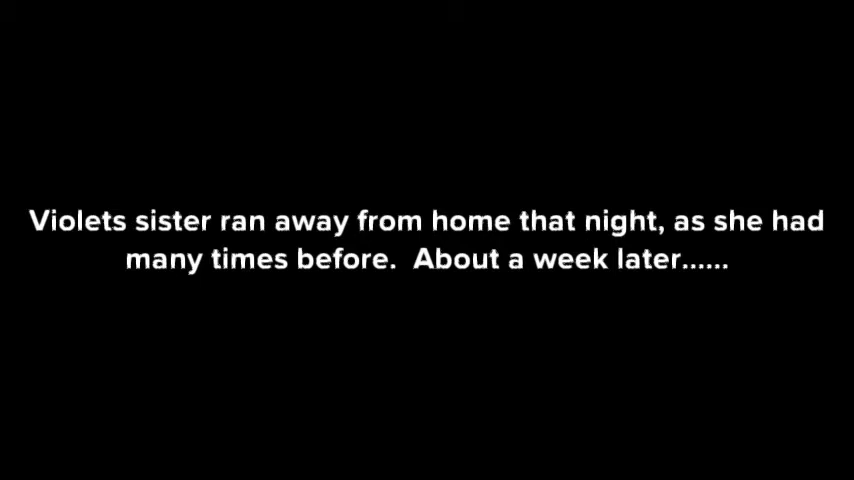 Violets sister ran away from home that night, as she had
many times before.  About a week later......